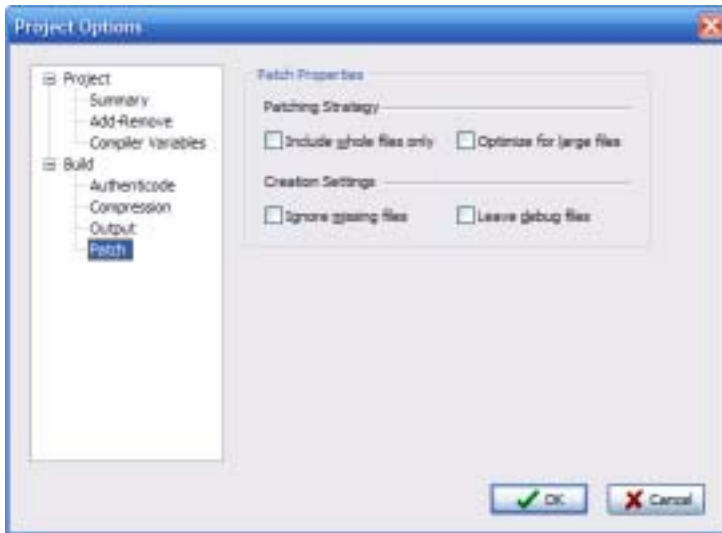 Project Options
Project
Summary
Add-Remove
Compiler Variables
Build
Authenticode
Compression
Output
Patch
Patch Properties
Patching Strategy
Include whole files only
Optimize for large files
Creation Settings
Ignore missing files
Leave debug files
OK
Cancel